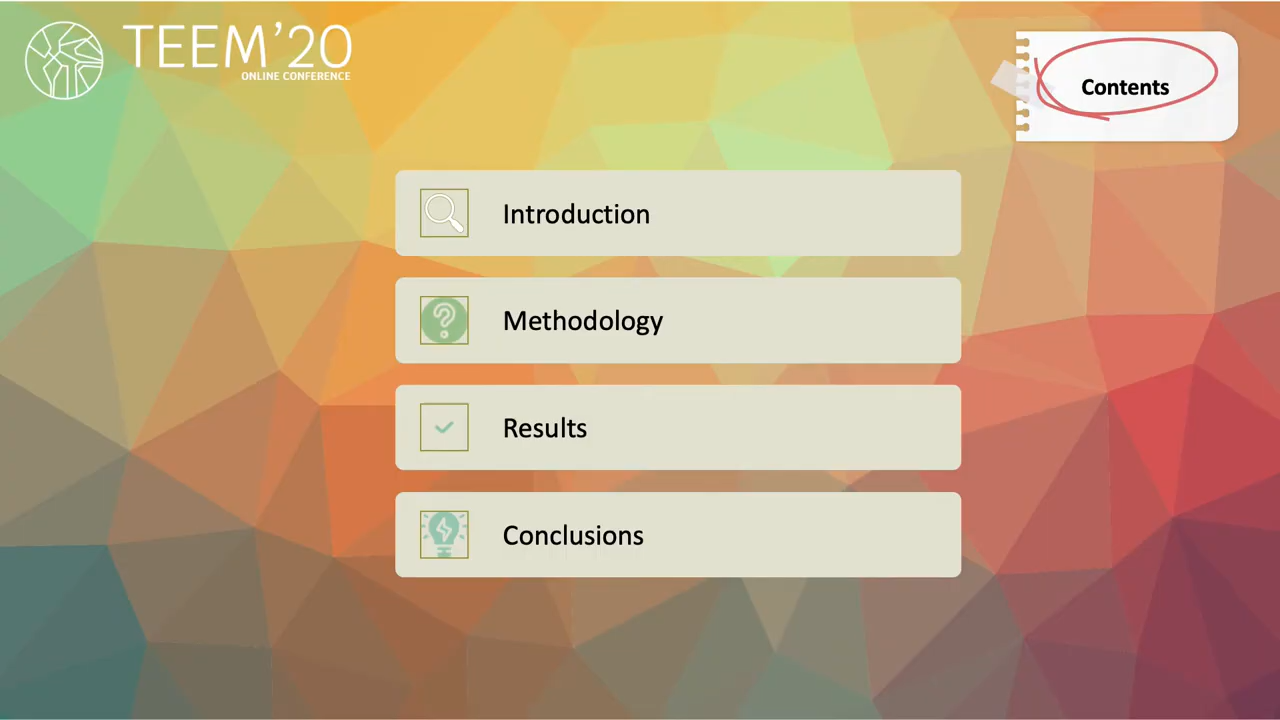 TEEM'20
ONLINE CONFERENCE
Contents
Introduction
Methodology
Results
Conclusions